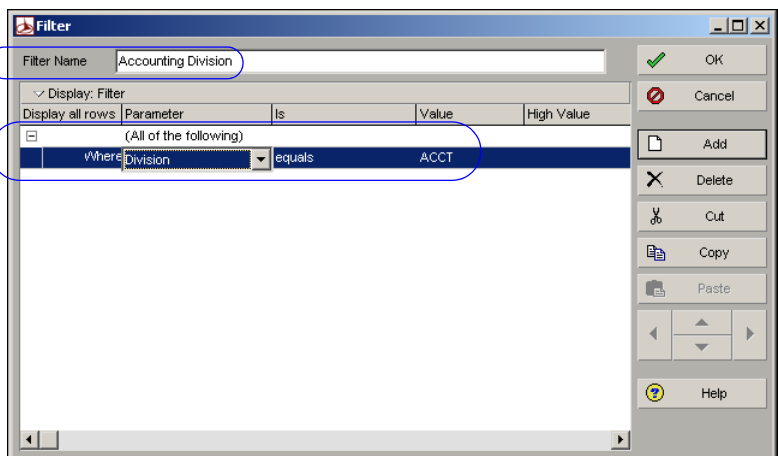 Filter
Filter Name Accounting Division
OK
Display: Filter
Cancel
Display all rows Parameter Is Value High Value
(All of the following)
Add
Where Division equals ACCT
Delete
Cut
Copy
Paste
Help